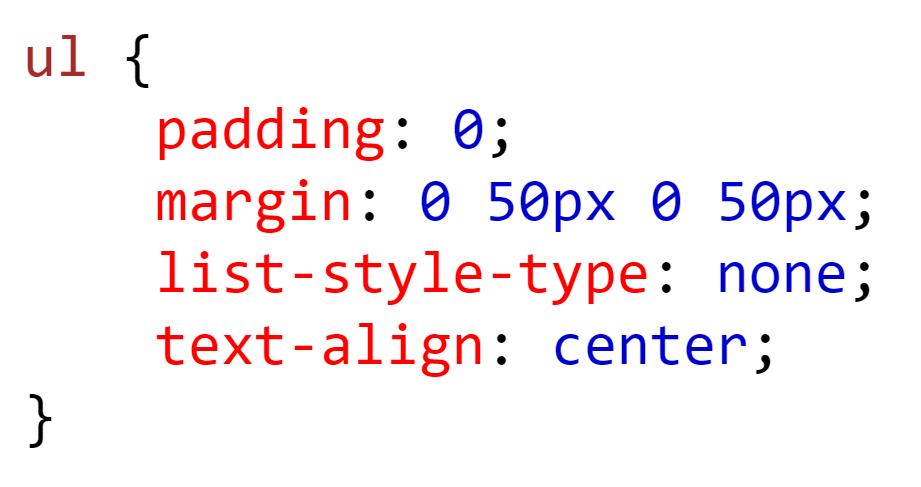 ul {
padding: 0;
margin: 0 50px 0 50px;
list-style-type: none;
text-align: center;
}